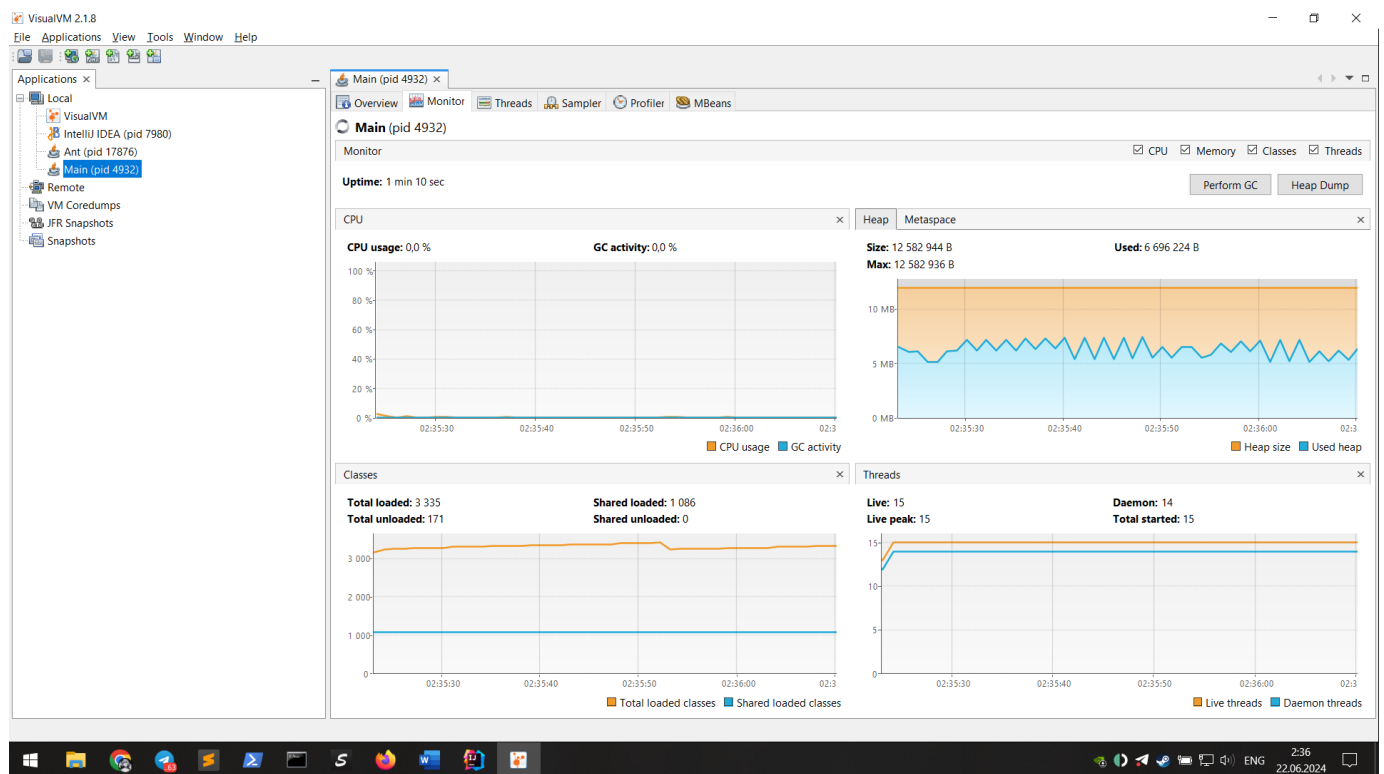 VisualVM 2.1.8
File Applications View Tools Window Help
Applications
Local
VisualVM
IntelliJ IDEA (pid 7980)
Ant (pid 17876)
Main (pid 4932)
Remote
VM Coredumps
JFR Snapshots
Snapshots
Main (pid 4932)
Overview Monitor Threads Sampler Profiler MBeans
Main (pid 4932)
Monitor CPU Memory Classes Threads
Uptime: 1 min 10 sec Perform GC Heap Dump
CPU
CPU usage: 0,0 % GC activity: 0,0 %
100 %
80 %
60 %
40 %
20 %
0 %
02:35:30 02:35:40 02:35:50 02:36:00 02:3
CPU usage GC activity
Heap Metaspace
Size: 12 582 944 B Used: 6 696 224 B
Max: 12 582 936 B
10 MB
5 MB
0 MB
02:35:30 02:35:40 02:35:50 02:36:00 02:3
Heap size Used heap
Classes
Total loaded: 3 335 Shared loaded: 1 086
Total unloaded: 171 Shared unloaded: 0
3 000
2 000
1 000
0
02:35:30 02:35:40 02:35:50 02:36:00 02:3
Total loaded classes Shared loaded classes
Threads
Live: 15 Daemon: 14
Live peak: 15 Total started: 15
15
10
5
0
02:35:30 02:35:40 02:35:50 02:36:00 02:3
Live threads Daemon threads
63
ENG
2:36
22.06.2024